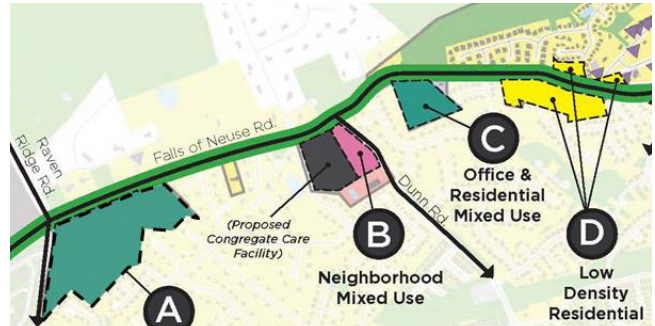 Raven
Ridge Rd.
Falls of Neuse Rd.
(Proposed
Congregate Care
Facility)
A
B
Neighborhood
Mixed Use
Dunn Rd.
C
Office &
Residential
Mixed Use
D
Low
Density
Residential